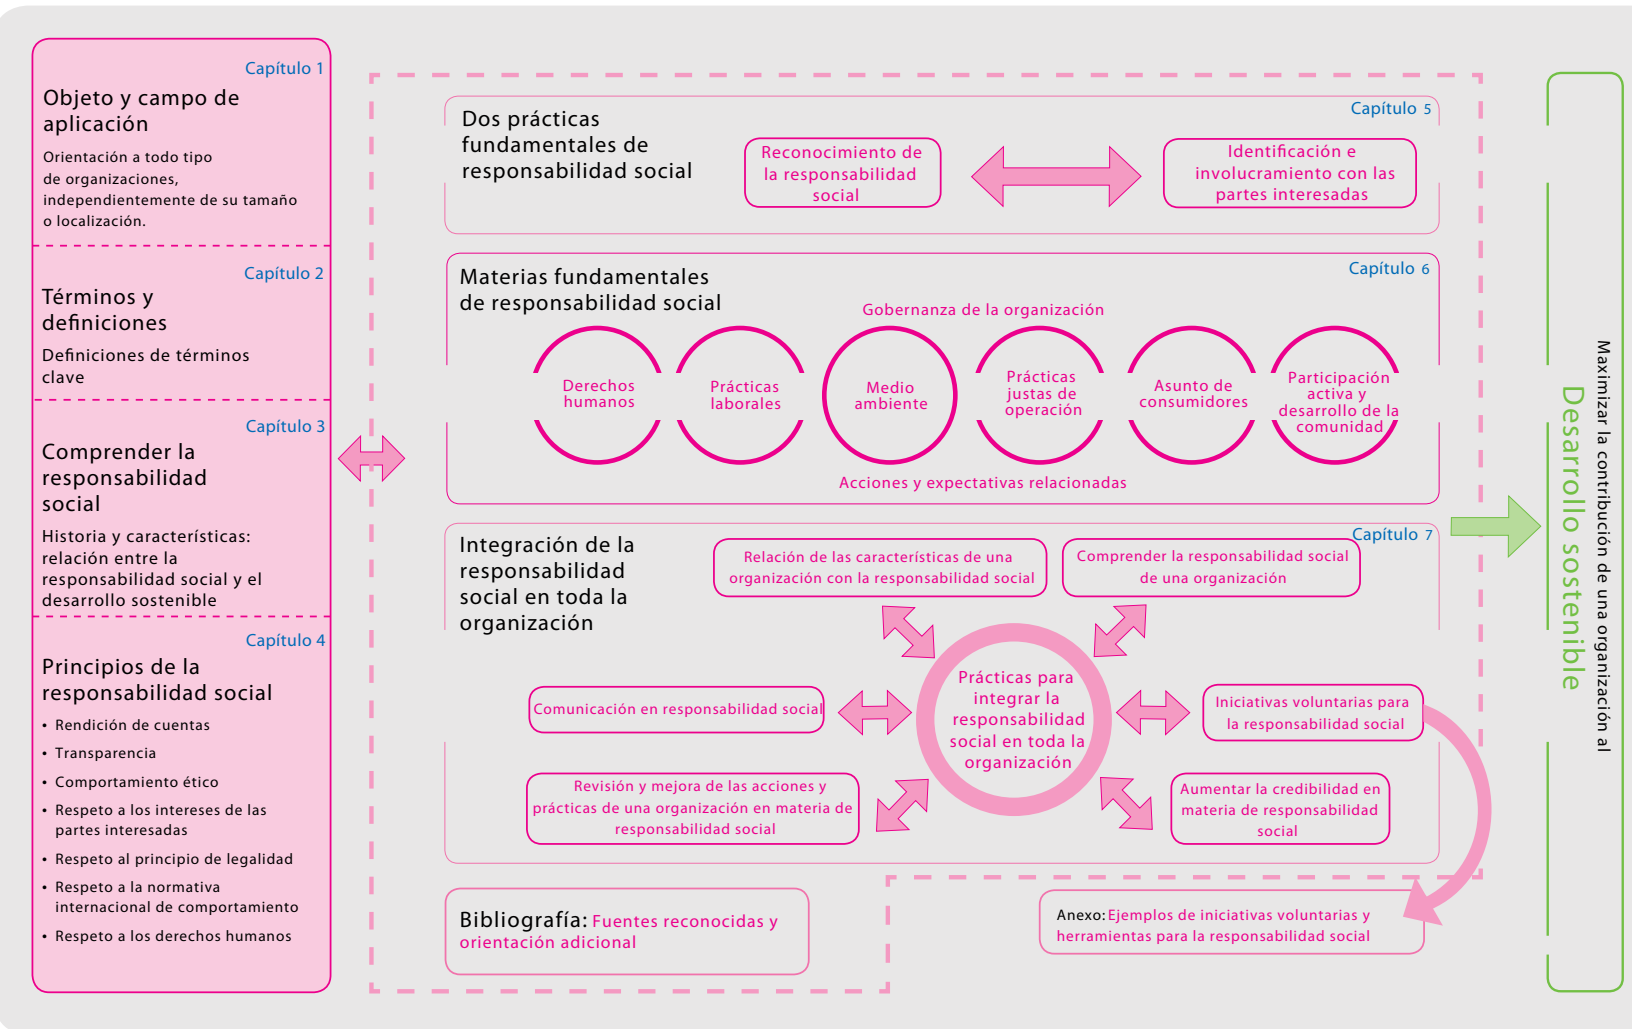 Capítulo 1
Objeto y campo de
aplicación
Orientación a todo tipo
de organizaciones,
independientemente de su tamaño
o localización.
Capítulo 2
Términos y
definiciones
Definiciones de términos
clave
Capítulo 3
Comprender la
responsabilidad
social
Historia y características:
relación entre la
responsabilidad social y el
desarrollo sostenible
Capítulo 4
Principios de la
responsabilidad social
• Rendición de cuentas
• Transparencia
• Comportamiento ético
• Respeto a los intereses de las
partes interesadas
• Respeto al principio de legalidad
• Respeto a la normativa
internacional de comportamiento
• Respeto a los derechos humanos
Capítulo 5
Dos prácticas
fundamentales de
responsabilidad social
Reconocimiento de
la responsabilidad
social
Identificación e
involucramiento con las
partes interesadas
Capítulo 6
Materias fundamentales
de responsabilidad social
Gobernanza de la organización
Derechos
humanos
Prácticas
laborales
Medio
ambiente
Prácticas
justas de
operación
Asunto de
consumidores
Participación
activa y
desarrollo de la
comunidad
Acciones y expectativas relacionadas
Capítulo 7
Integración de la
responsabilidad
social en toda la
organización
Relación de las características de una
organización con la responsabilidad social
Comprender la responsabilidad social
de una organización
Comunicación en responsabilidad social
Prácticas para
integrar la
responsabilidad
social en toda la
organización
Iniciativas voluntarias para
la responsabilidad social
Revisión y mejora de las acciones y
prácticas de una organización en materia de
responsabilidad social
Aumentar la credibilidad en
materia de responsabilidad
social
Bibliografía: Fuentes reconocidas y
orientación adicional
Anexo: Ejemplos de iniciativas voluntarias y
herramientas para la responsabilidad social
Maximizar la contribución de una organización al
Desarrollo sostenible